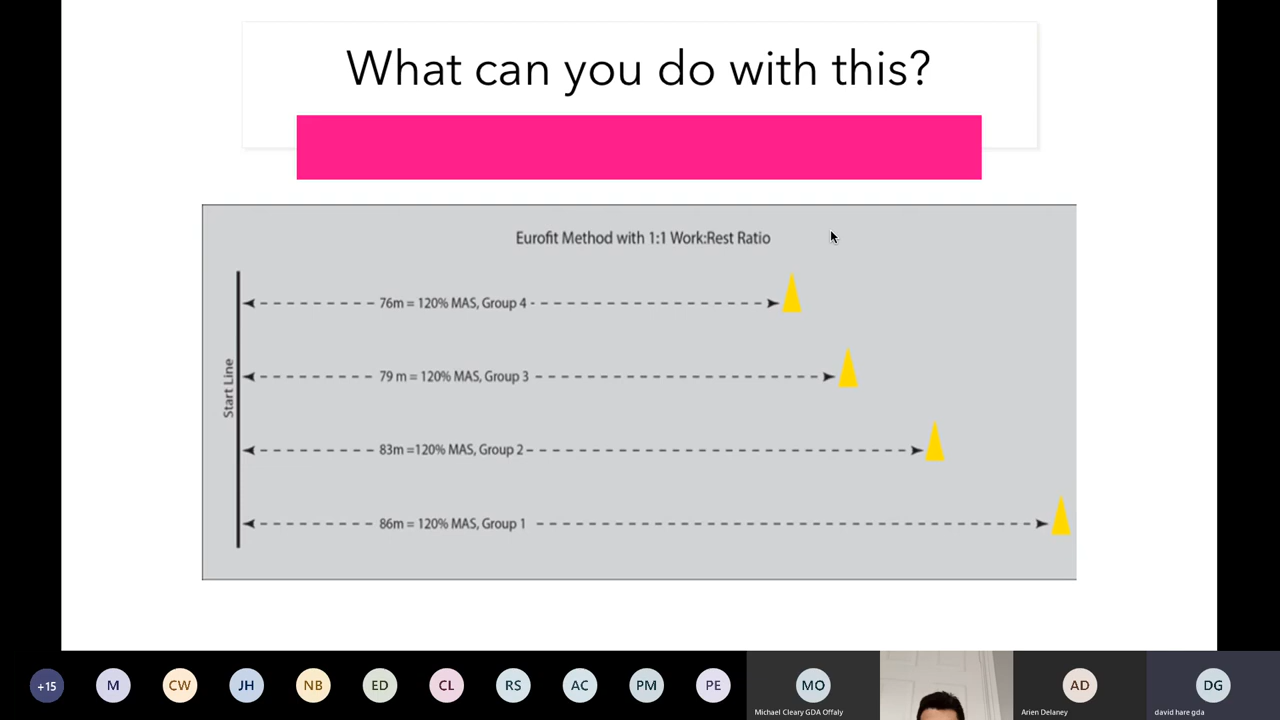 What can you do with this?
Eurofit Method with 1:1 Work:Rest Ratio
76m = 120% MAS, Group 4
79 m = 120% MAS, Group 3
Start Line
83m =120% MAS, Group 2
86m = 120% MAS, Group 1
+15
M
CW
JH
NB
ED
CL
RS
AC
PM
PE
MO
AD
DG
Michael Cleary GDA Offaly
Arien Delaney
david hare gda